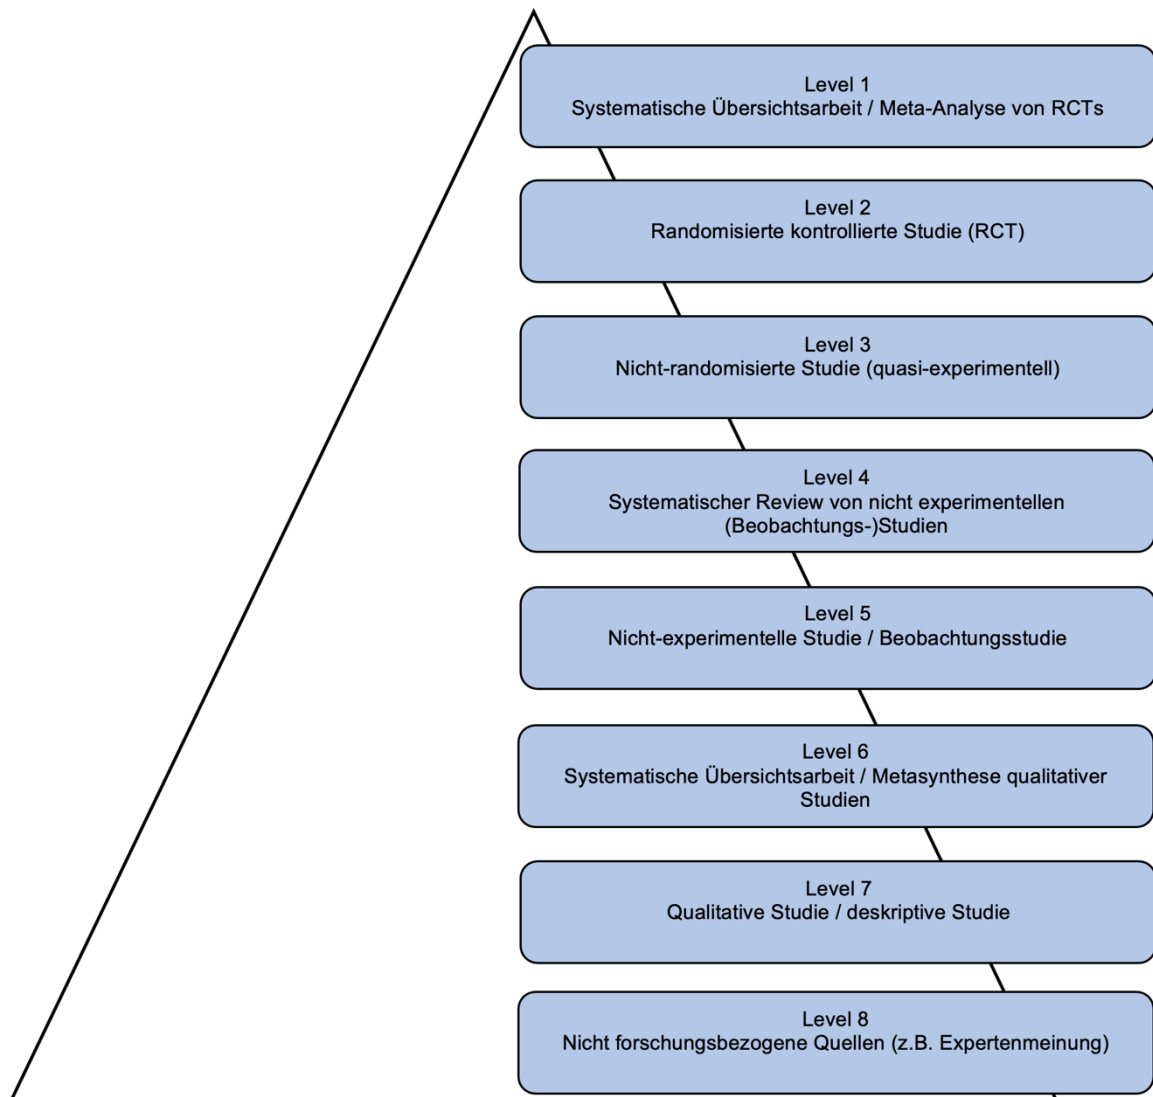 Level 1
Systematische Übersichtsarbeit / Meta-Analyse von RCTs
Level 2
Randomisierte kontrollierte Studie (RCT)
Level 3
Nicht-randomisierte Studie (quasi-experimentell)
Level 4
Systematischer Review von nicht experimentellen
(Beobachtungs-)Studien
Level 5
Nicht-experimentelle Studie / Beobachtungsstudie
Level 6
Systematische Übersichtsarbeit / Metasynthese qualitativer
Studien
Level 7
Qualitative Studie / deskriptive Studie
Level 8
Nicht forschungsbezogene Quellen (z.B. Expertenmeinung)